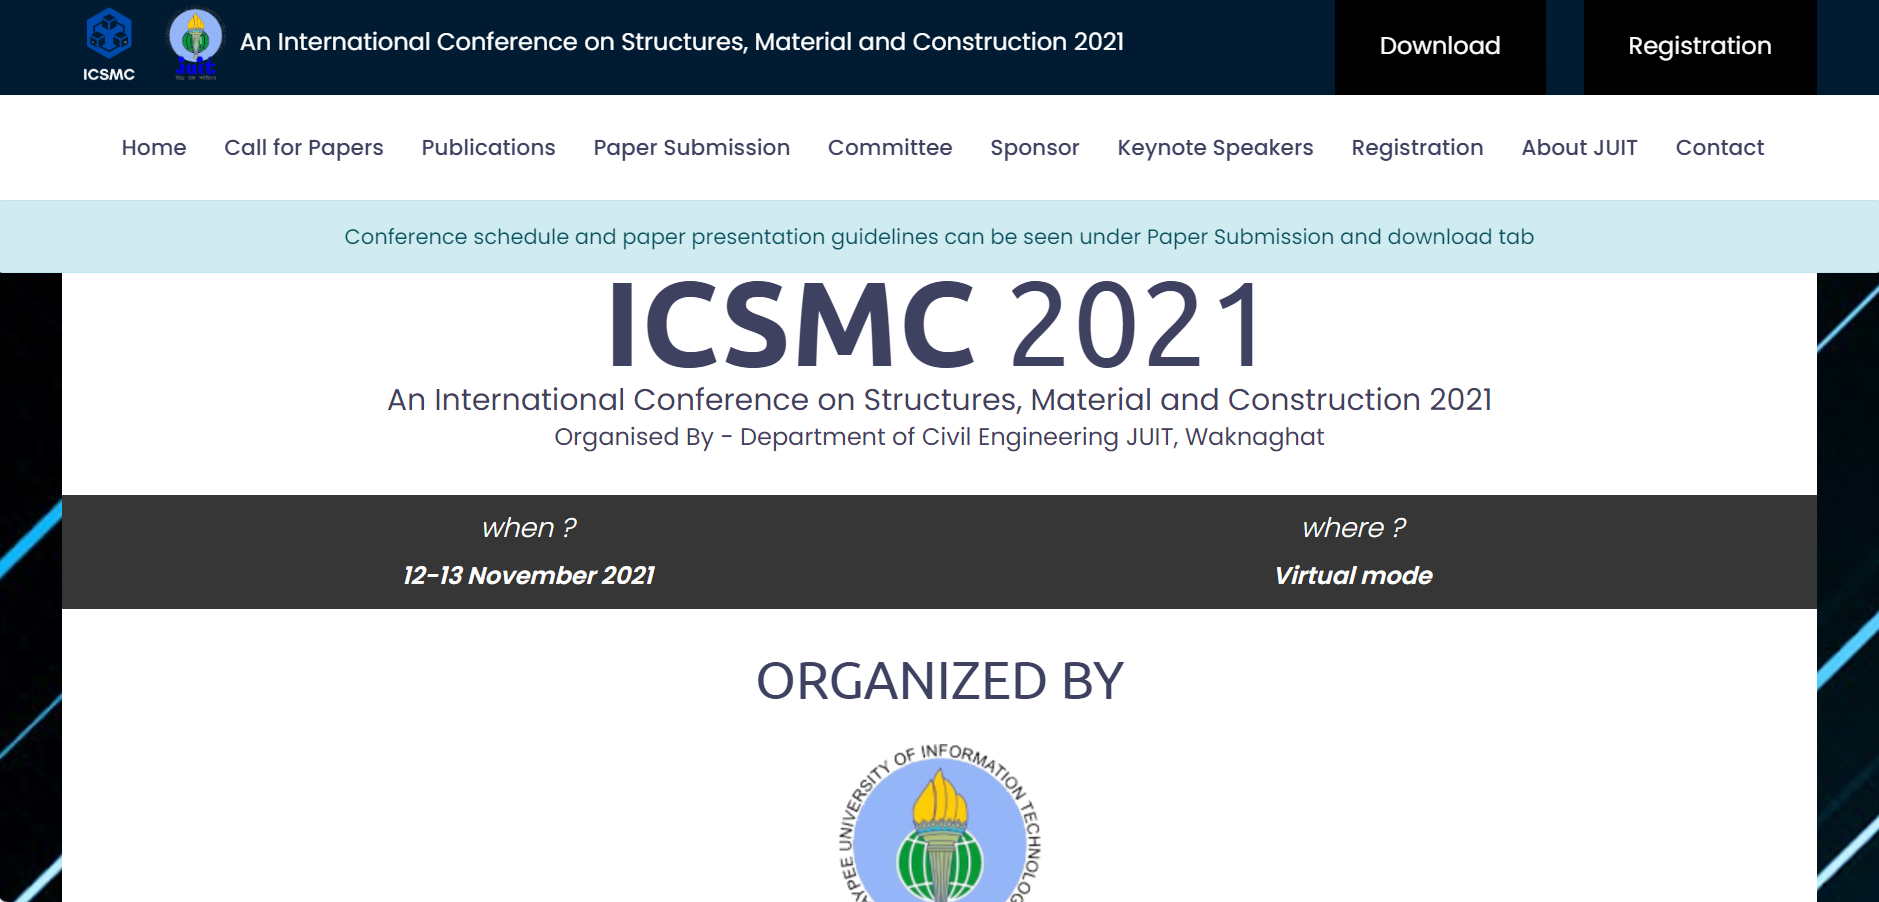 ICSMC
Juit
An International Conference on Structures, Material and Construction 2021
Download
Registration
Home
Call for Papers
Publications
Paper Submission
Committee
Sponsor
Keynote Speakers
Registration
About JUIT
Contact
Conference schedule and paper presentation guidelines can be seen under Paper Submission and download tab
ICSMC 2021
An International Conference on Structures, Material and Construction 2021
Organised By - Department of Civil Engineering JUIT, Waknaghat
when ?
where ?
12-13 November 2021
Virtual mode
ORGANIZED BY
AYPEE UNIVERSITY OF INFORMATION TECHNOLOG